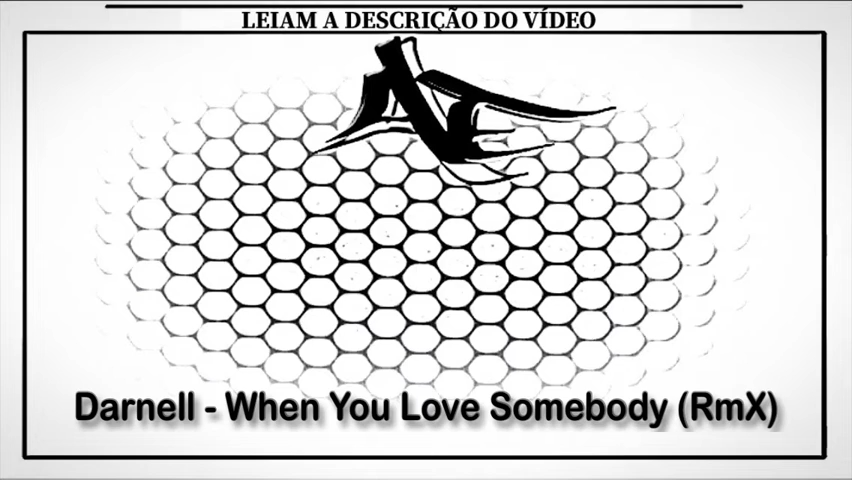 LEIAM A DESCRIÇÃO DO VÍDEO
Darnell - When You Love Somebody (RmX)